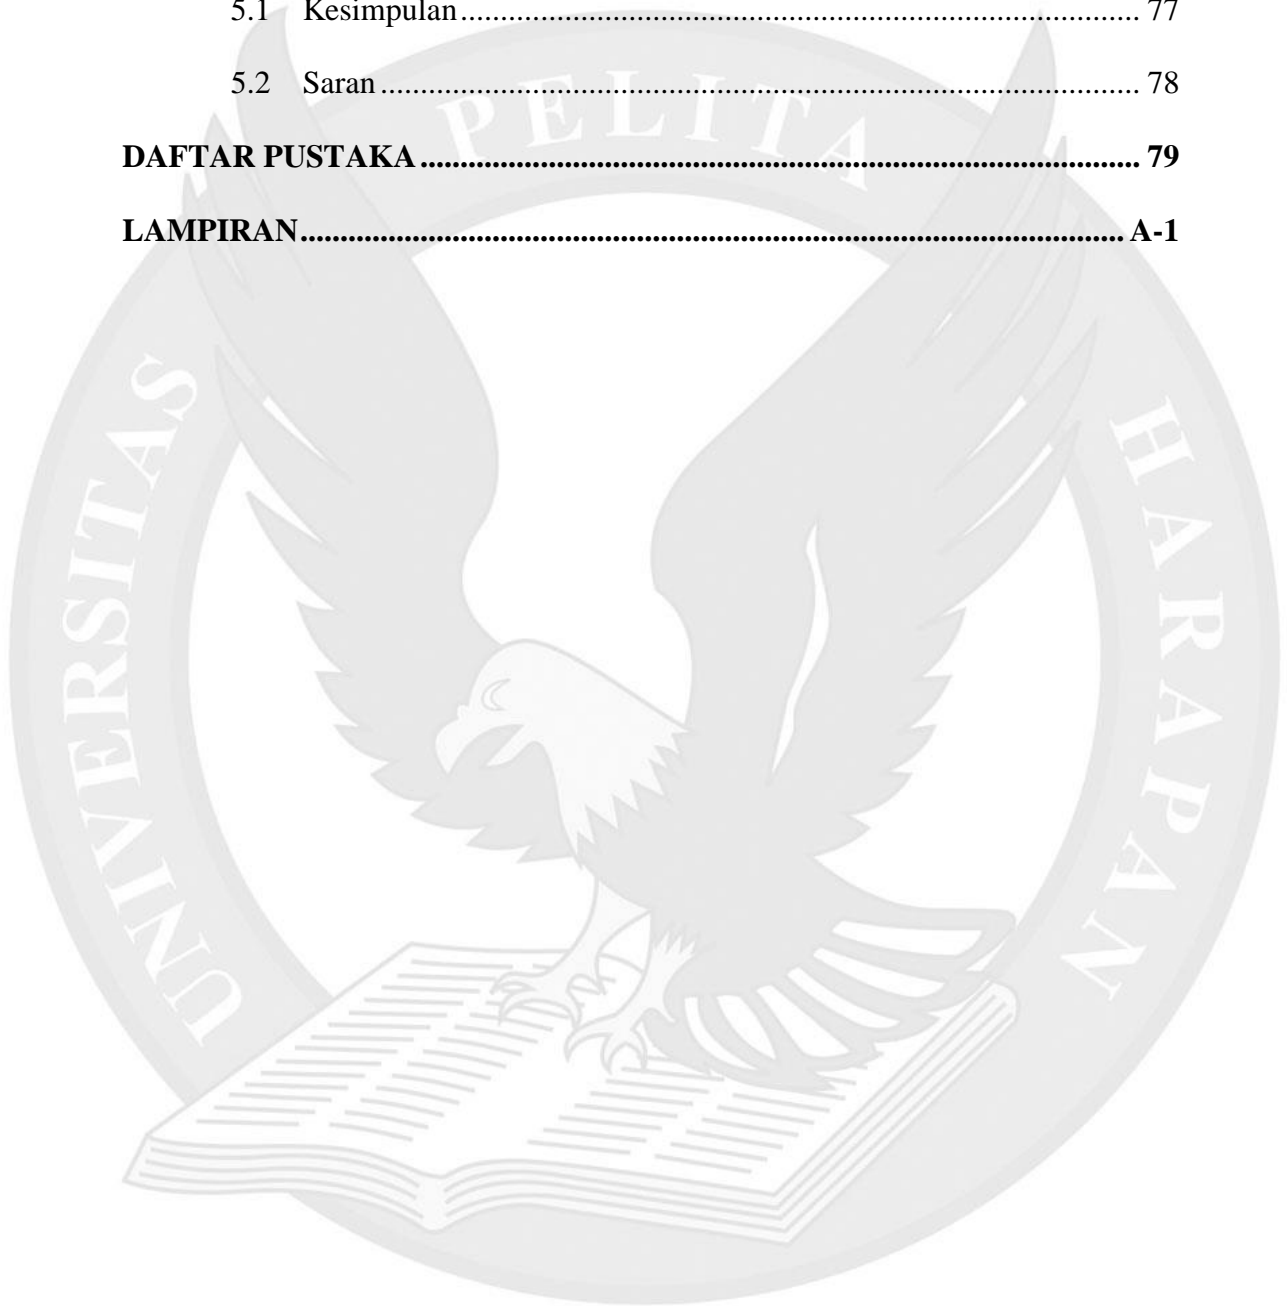 5.1 Kesimpulan........................................................................................ 77
5.2 Saran................................................................................................. 78
DAFTAR PUSTAKA............................................................................................ 79
LAMPIRAN......................................................................................................... A-1
UNIVERSITAS PELITA HARAPAN